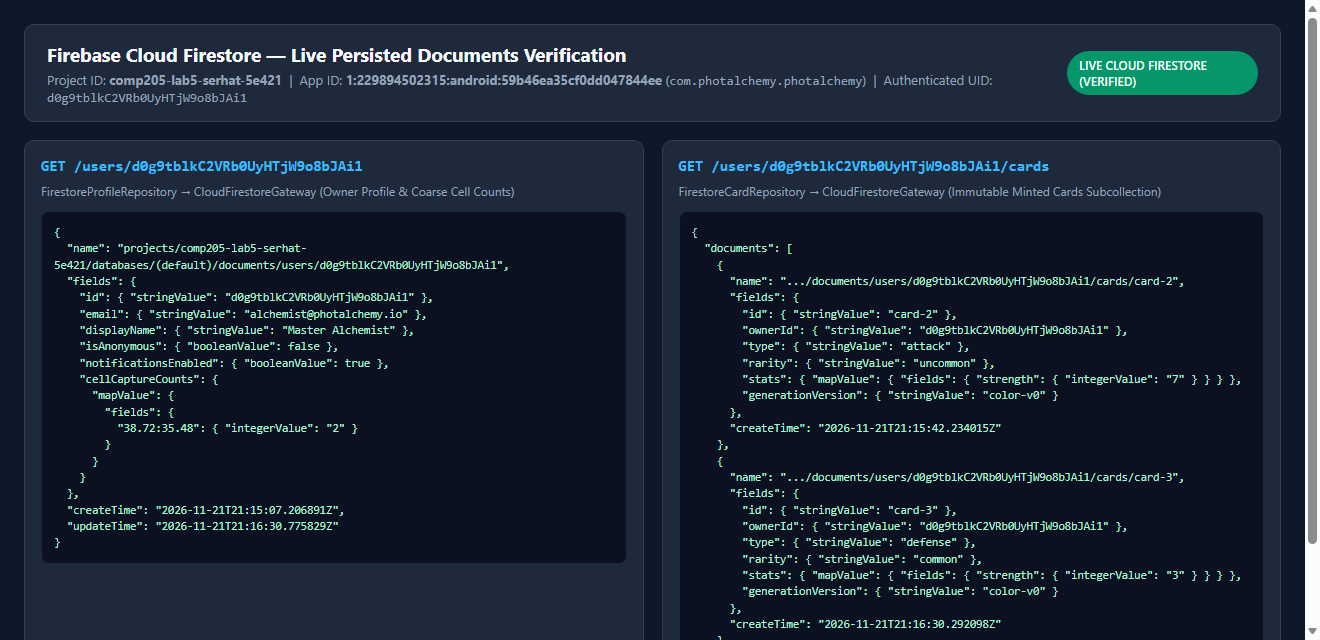 Firebase Cloud Firestore — Live Persisted Documents Verification
Project ID: comp205-lab5-serhat-5e421 | App ID: 1:229894502315:android:59b46ea35cf0dd047844ee (com.photalchemy.photalchemy) | Authenticated UID:
d0g9tblkC2VRb0UyHTjW9o8bJAi1
LIVE CLOUD FIRESTORE
(VERIFIED)
GET /users/d0g9tblkC2VRb0UyHTjW9o8bJAi1
FirestoreProfileRepository → CloudFirestoreGateway (Owner Profile & Coarse Cell Counts)
{
"name": "projects/comp205-lab5-serhat-
5e421/databases/(default)/documents/users/d0g9tblkC2VRb0UyHTjW9o8bJAi1",
"fields": {
"id": { "stringValue": "d0g9tblkC2VRb0UyHTjW9o8bJAi1" },
"email": { "stringValue": "alchemist@photalchemy.io" },
"displayName": { "stringValue": "Master Alchemist" },
"isAnonymous": { "booleanValue": false },
"notificationsEnabled": { "booleanValue": true },
"cellCaptureCounts": {
"mapValue": {
"fields": {
"38.72:35.48": { "integerValue": "2" }
}
}
}
},
"createTime": "2026-11-21T21:15:07.206891Z",
"updateTime": "2026-11-21T21:16:30.775829Z"
}
GET /users/d0g9tblkC2VRb0UyHTjW9o8bJAi1/cards
FirestoreCardRepository → CloudFirestoreGateway (Immutable Minted Cards Subcollection)
{
"documents": [
{
"name": ".../documents/users/d0g9tblkC2VRb0UyHTjW9o8bJAi1/cards/card-2",
"fields": {
"id": { "stringValue": "card-2" },
"ownerId": { "stringValue": "d0g9tblkC2VRb0UyHTjW9o8bJAi1" },
"type": { "stringValue": "attack" },
"rarity": { "stringValue": "uncommon" },
"stats": { "mapValue": { "fields": { "strength": { "integerValue": "7" } } } },
"generationVersion": { "stringValue": "color-v0" }
},
"createTime": "2026-11-21T21:15:42.234015Z"
},
{
"name": ".../documents/users/d0g9tblkC2VRb0UyHTjW9o8bJAi1/cards/card-3",
"fields": {
"id": { "stringValue": "card-3" },
"ownerId": { "stringValue": "d0g9tblkC2VRb0UyHTjW9o8bJAi1" },
"type": { "stringValue": "defense" },
"rarity": { "stringValue": "common" },
"stats": { "mapValue": { "fields": { "strength": { "integerValue": "3" } } } },
"generationVersion": { "stringValue": "color-v0" }
},
"createTime": "2026-11-21T21:16:30.292098Z"